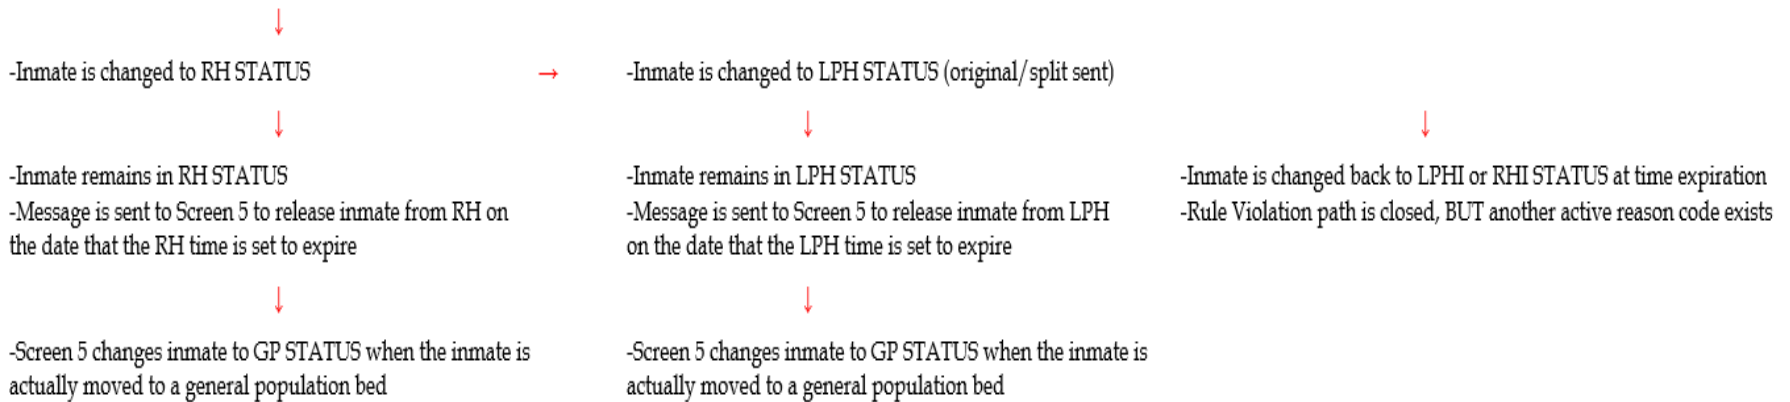 ↓
-Inmate is changed to RH STATUS → -Inmate is changed to LPH STATUS (original/split sent)
↓ ↓ ↓
-Inmate remains in RH STATUS
-Message is sent to Screen 5 to release inmate from RH on
the date that the RH time is set to expire
-Inmate remains in LPH STATUS
-Message is sent to Screen 5 to release inmate from LPH
on the date that the LPH time is set to expire
-Inmate is changed back to LPHI or RHI STATUS at time expiration
-Rule Violation path is closed, BUT another active reason code exists
↓ ↓
-Screen 5 changes inmate to GP STATUS when the inmate is
actually moved to a general population bed
-Screen 5 changes inmate to GP STATUS when the inmate is
actually moved to a general population bed